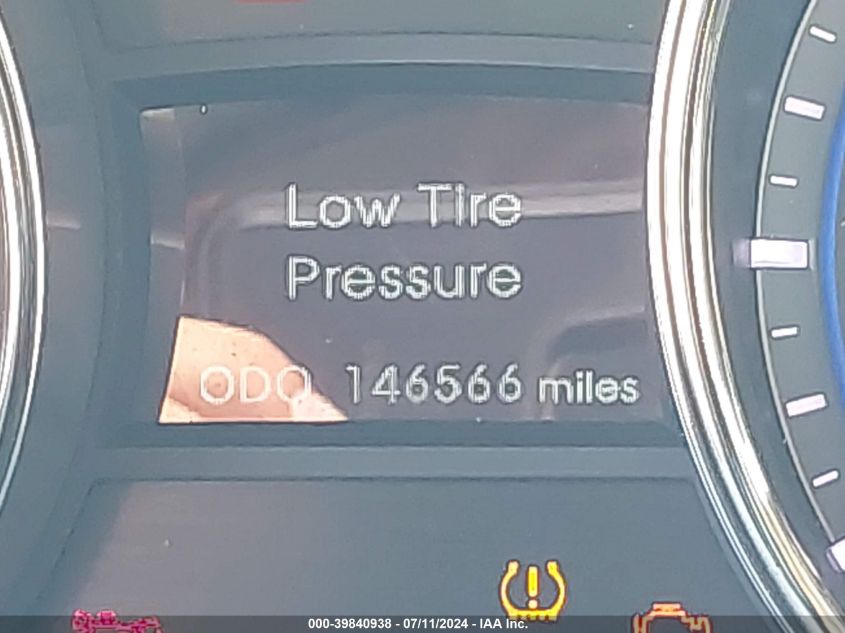 Low Tire
Pressure
ODO 146566 miles
000-39840938 - 07/11/2024 - IAA Inc.